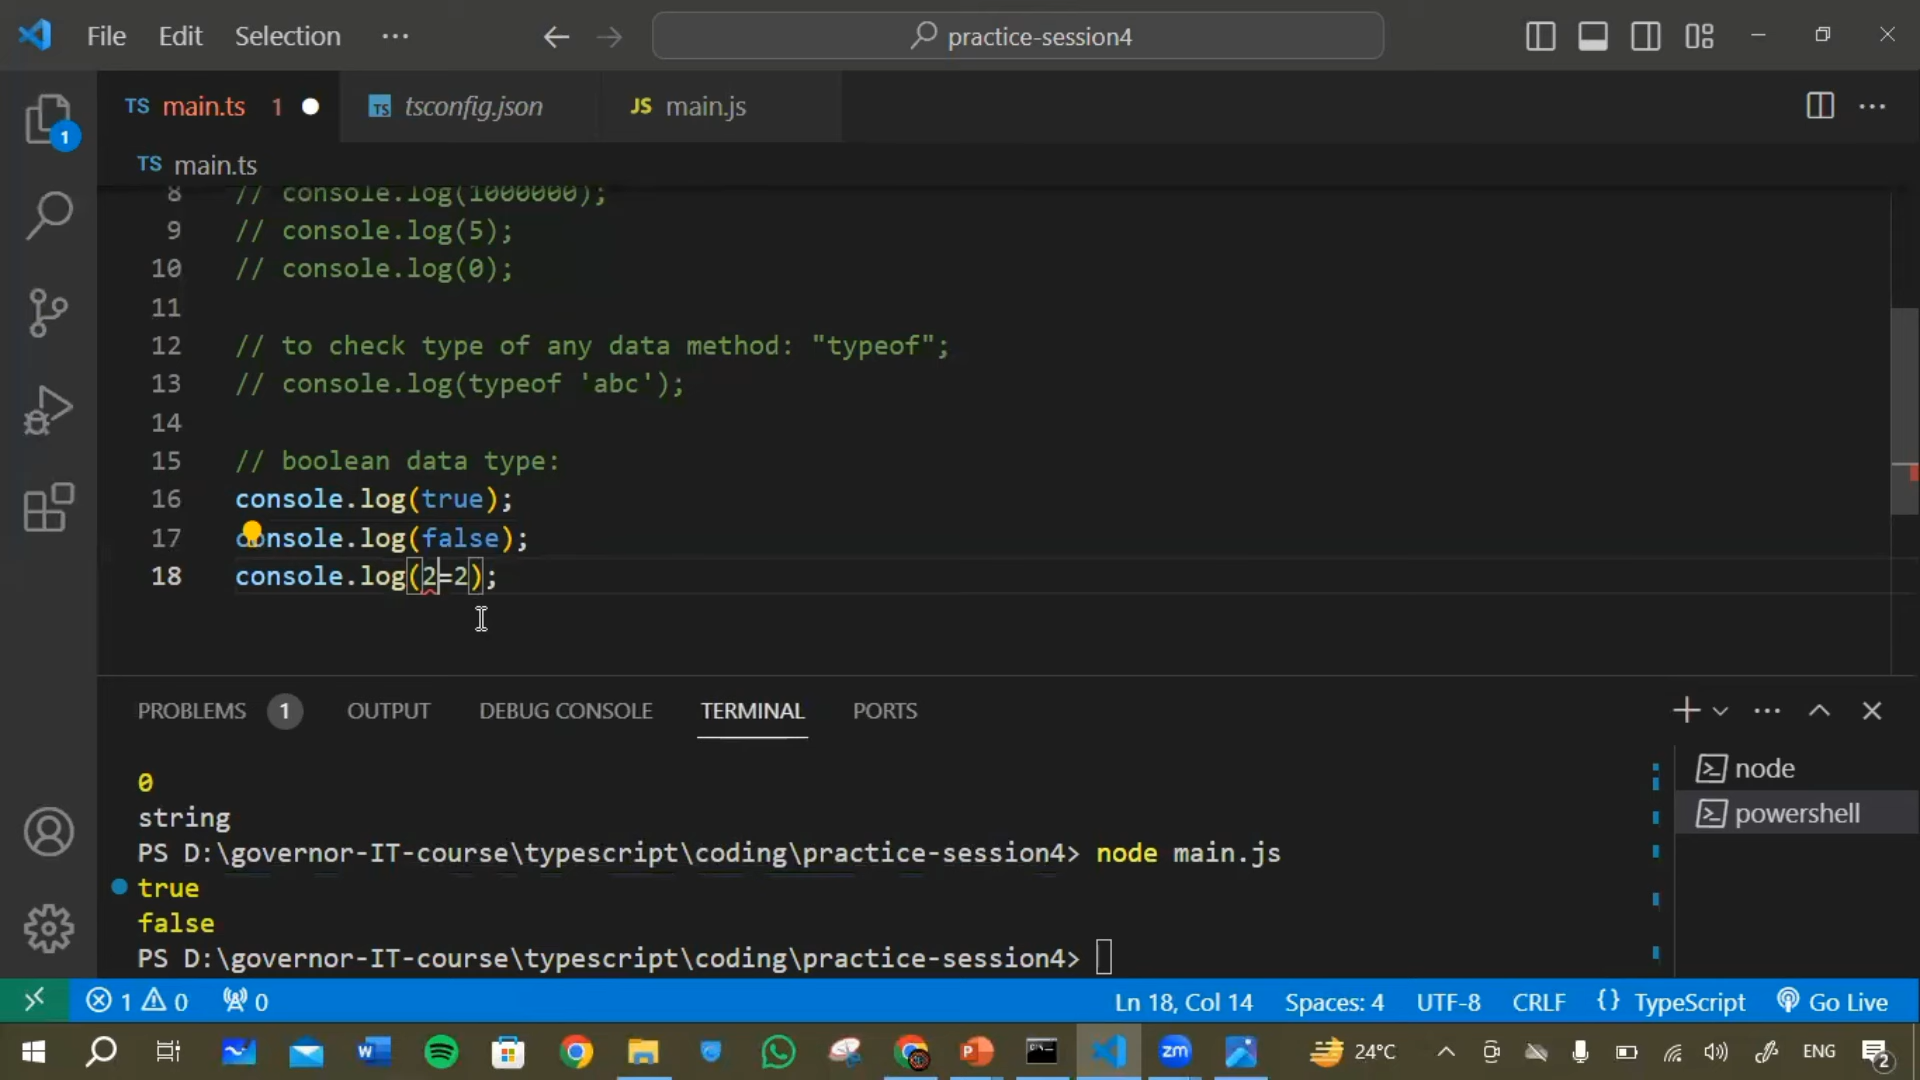 File Edit Selection ··· practice-session4
1 TS main.ts 1 TS tsconfig.json JS main.js ···
TS main.ts
8 // console.log(1000000);
9 // console.log(5);
10 // console.log(0);
11
12 // to check type of any data method: "typeof";
13 // console.log(typeof 'abc');
14
15 // boolean data type:
16 console.log(true);
17 console.log(false);
18 console.log(2=2);
PROBLEMS 1 OUTPUT DEBUG CONSOLE TERMINAL PORTS ···
0
string
PS D:\governor-IT-course\typescript\coding\practice-session4> node main.js
true
false
PS D:\governor-IT-course\typescript\coding\practice-session4>
node
powershell
1 0 0 Ln 18, Col 14 Spaces: 4 UTF-8 CRLF {} TypeScript Go Live
zm 24°C ENG 2